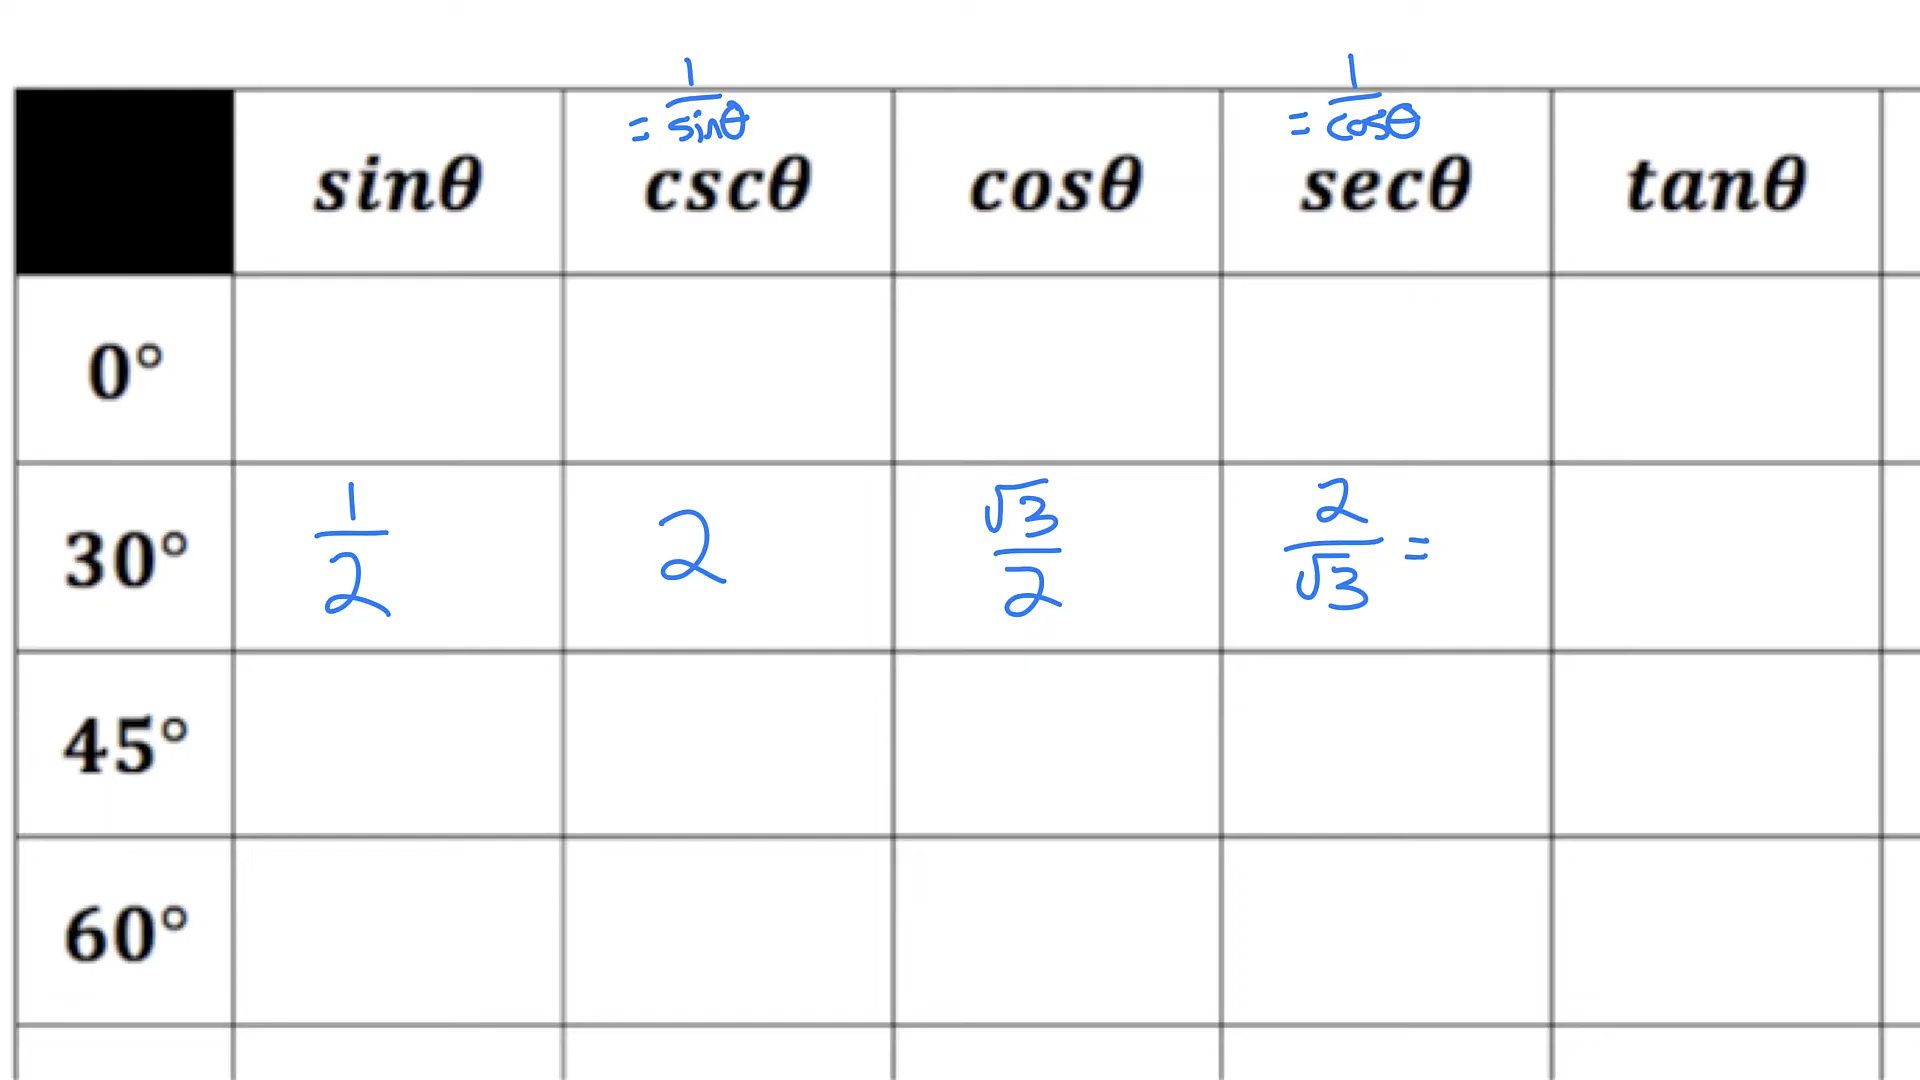 = 1/sinθ = 1/cosθ
sinθ cscθ cosθ secθ tanθ
0°
30° 1/2 2 √3/2 2/√3 =
45°
60°